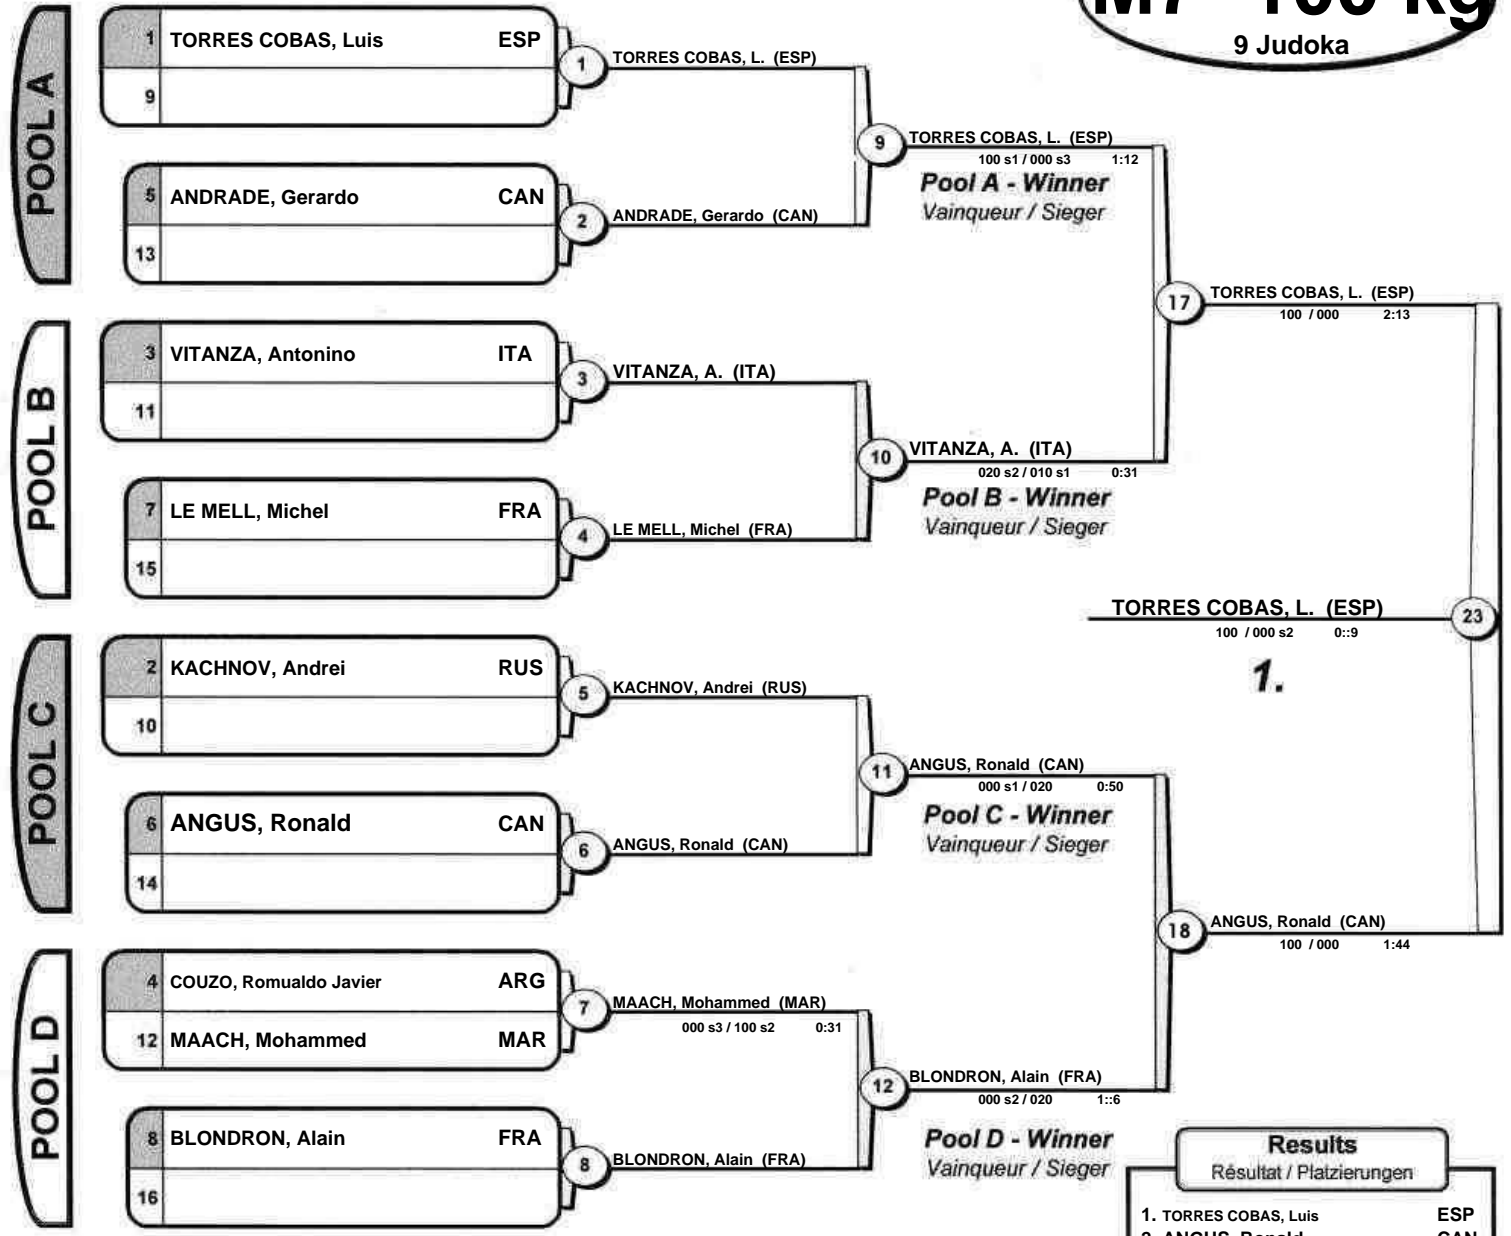 M7 -100 kg
9 Judoka
POOL A
1 TORRES COBAS, Luis ESP
9
1
TORRES COBAS, L. (ESP)
5 ANDRADE, Gerardo CAN
13
2
ANDRADE, Gerardo (CAN)
9
TORRES COBAS, L. (ESP)
100 s1 / 000 s3 1:12
Pool A - Winner
Vainqueur / Sieger
POOL B
3 VITANZA, Antonino ITA
11
3
VITANZA, A. (ITA)
7 LE MELL, Michel FRA
15
4
LE MELL, Michel (FRA)
10
VITANZA, A. (ITA)
020 s2 / 010 s1 0:31
Pool B - Winner
Vainqueur / Sieger
17
TORRES COBAS, L. (ESP)
100 / 000 2:13
TORRES COBAS, L. (ESP)
100 / 000 s2 0::9
1.
23
POOL C
2 KACHNOV, Andrei RUS
10
5
KACHNOV, Andrei (RUS)
6 ANGUS, Ronald CAN
14
6
ANGUS, Ronald (CAN)
11
ANGUS, Ronald (CAN)
000 s1 / 020 0:50
Pool C - Winner
Vainqueur / Sieger
18
ANGUS, Ronald (CAN)
100 / 000 1:44
POOL D
4 COUZO, Romualdo Javier ARG
12 MAACH, Mohammed MAR
7
MAACH, Mohammed (MAR)
000 s3 / 100 s2 0:31
8 BLONDRON, Alain FRA
16
8
BLONDRON, Alain (FRA)
12
BLONDRON, Alain (FRA)
000 s2 / 020 1::6
Pool D - Winner
Vainqueur / Sieger
Results
Résultat / Platzierungen
1. TORRES COBAS, Luis ESP
2. ANGUS, Ronald CAN